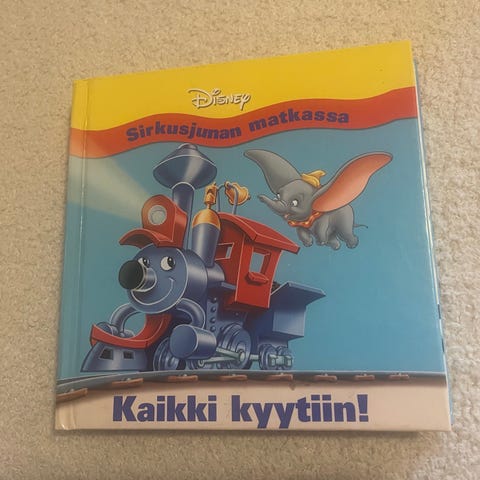 Disney
Sirkusjunan matkassa
Kaikki kyytiin!